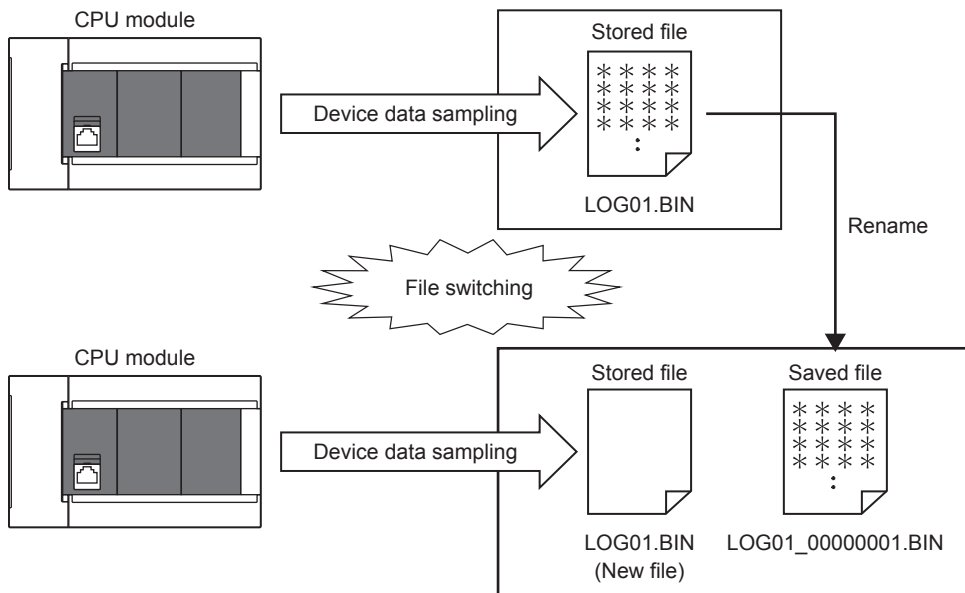 CPU module
Stored file
＊＊＊＊
＊＊＊＊
＊＊＊＊
＊＊＊＊
:
Device data sampling
LOG01.BIN
Rename
File switching
CPU module
Stored file
Saved file
＊＊＊＊
＊＊＊＊
＊＊＊＊
＊＊＊＊
:
Device data sampling
LOG01.BIN
(New file)
LOG01_00000001.BIN